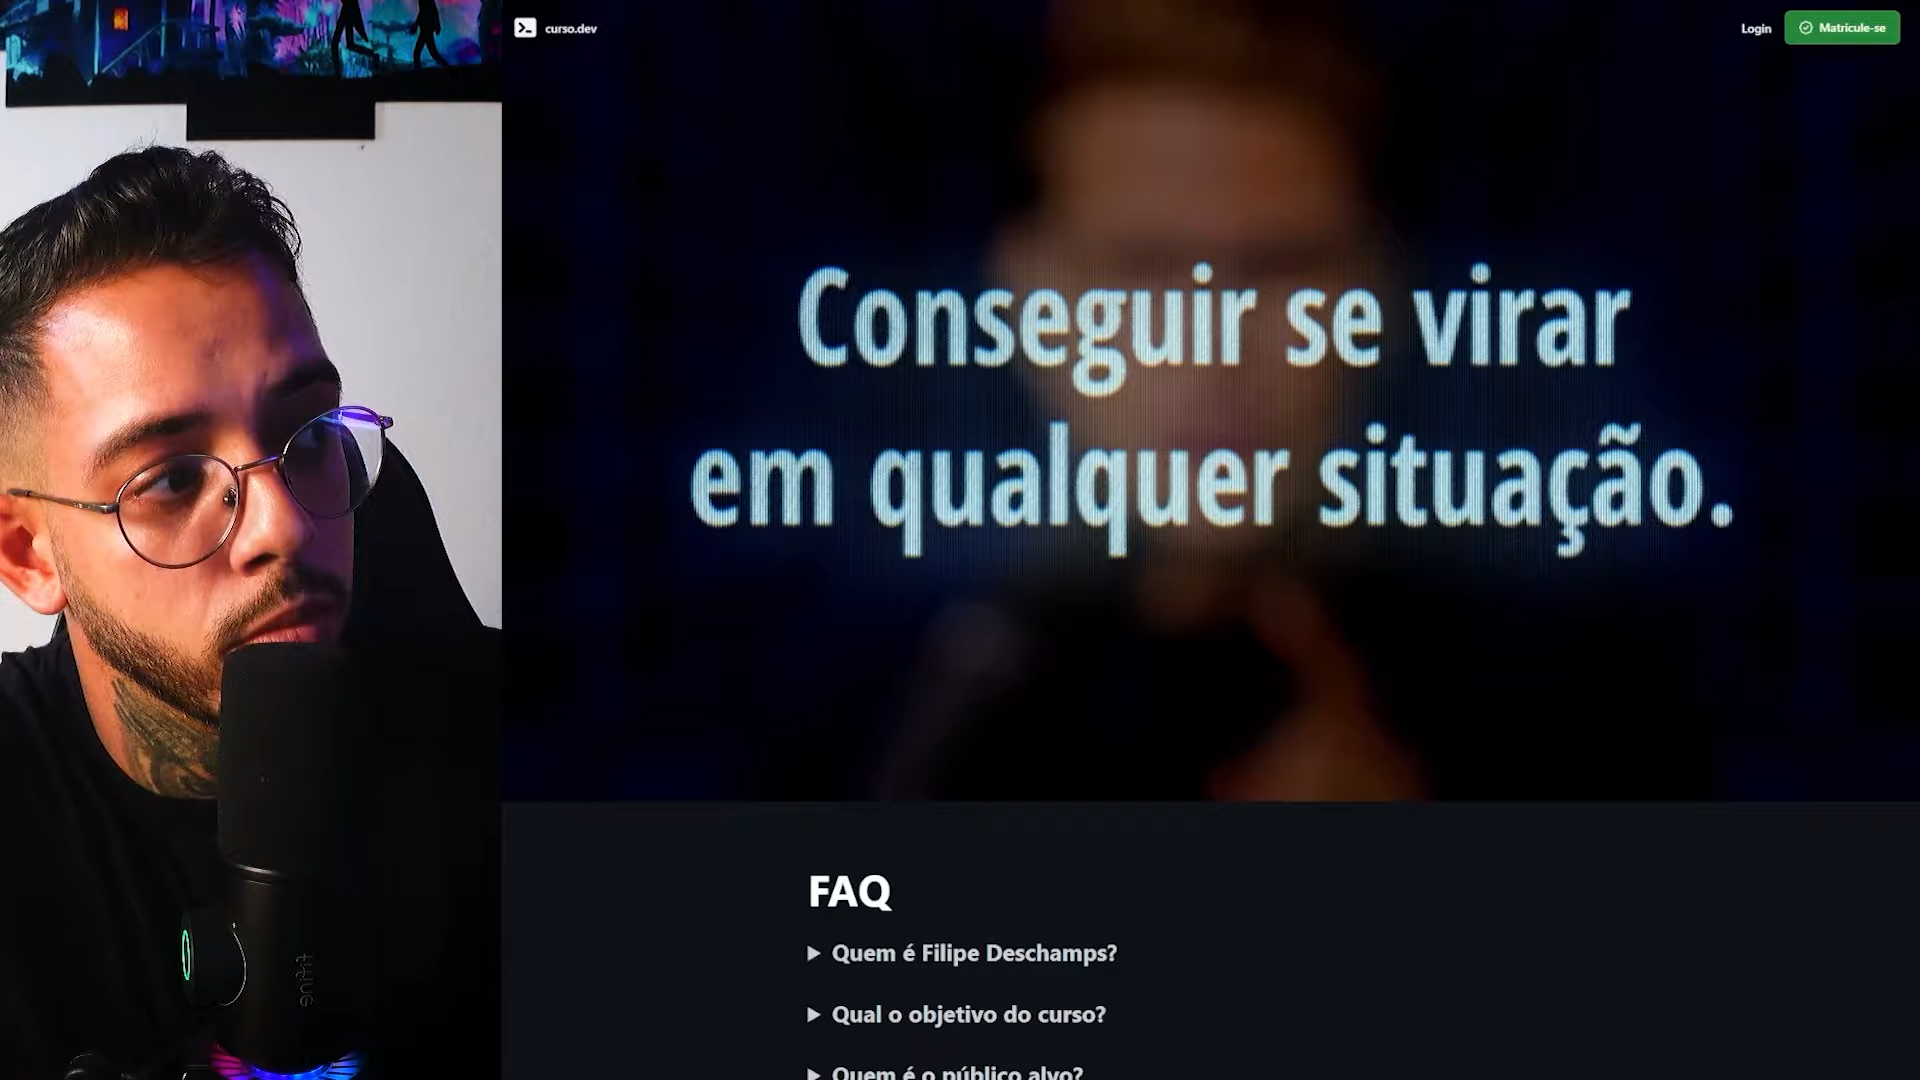 curso.dev
Login
Matricule-se
Conseguir se virar
em qualquer situação.
FAQ
Quem é Filipe Deschamps?
Qual o objetivo do curso?
Quem é o público alvo?
fifine